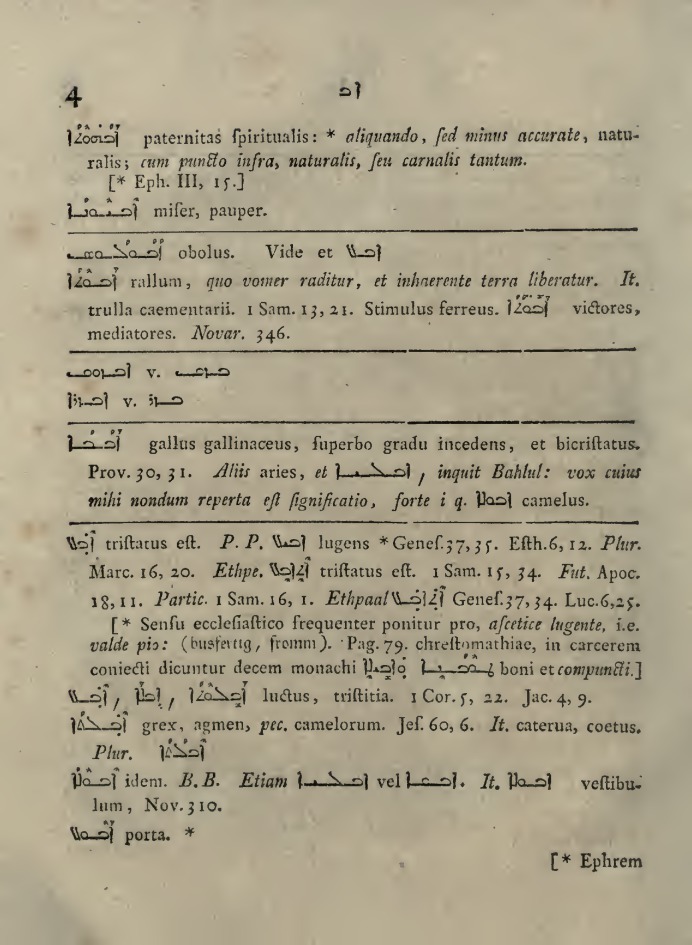 4 ܐܒ
ܐܒܗܘܬܐ paternitas ſpiritualis: * aliquando, ſed minus accurate, natu-
ralis; cum puncto infra, naturalis, ſeu carnalis tantum.
[* Eph. III, 15.]
miſer, pauper.
obolus. Vide et ܐܒܠ
rallum, quo vomer raditur, et inhaerente terra liberatur. It.
trulla caementarii. 1 Sam. 13, 21. Stimulus ferreus. victores,
mediatores. Novar. 346.
v.
v.
gallus gallinaceus, ſuperbo gradu incedens, et bicriſtatus.
Prov. 30, 31. Aliis aries, et , inquit Bahlul: vox cuius
mihi nondum reperta eſt ſignificatio, forte i q. camelus.
ܐܒܠ triſtatus eſt. P. P. ܐܒܝܠ lugens * Geneſ. 37, 35. Eſth. 6, 12. Plur.
Marc. 16, 20. Ethpe. triſtatus eſt. 1 Sam. 15, 34. Fut. Apoc.
18, 11. Partic. 1 Sam. 16, 1. Ethpaal Geneſ. 37, 34. Luc. 6, 25.
[* Senſu eccleſiaſtico frequenter ponitur pro, aſcetice lugente, i.e.
valde pio: (busfertig, fromm). Pag. 79. chreſtomathiae, in carcerem
coniecti dicuntur decem monachi boni et compuncti.]
luctus, triſtitia. 1 Cor. 5, 22. Jac. 4, 9.
grex, agmen, pec. camelorum. Jeſ. 60, 6. It. caterua, coetus.
Plur.
idem. B. B. Etiam vel It. veſtibu-
lum, Nov. 310.
porta. *
[* Ephrem